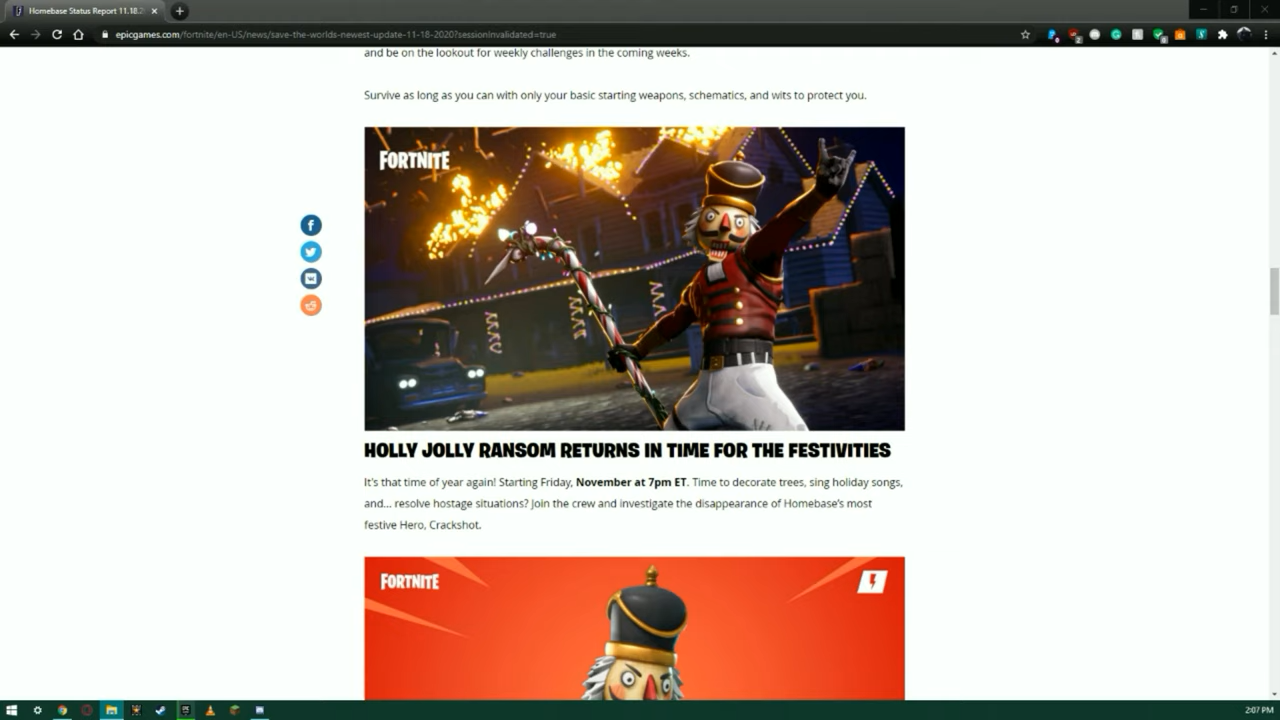 Homebase Status Report 11.18.2
epicgames.com/fortnite/en-US/news/save-the-worlds-newest-update-11-18-2020?sessionInvalidated=true
and be on the lookout for weekly challenges in the coming weeks.
Survive as long as you can with only your basic starting weapons, schematics, and wits to protect you.
FORTNITE
HOLLY JOLLY RANSOM RETURNS IN TIME FOR THE FESTIVITIES
It's that time of year again! Starting Friday, November at 7pm ET. Time to decorate trees, sing holiday songs,
and... resolve hostage situations? Join the crew and investigate the disappearance of Homebase's most
festive Hero, Crackshot.
FORTNITE
2:07 PM